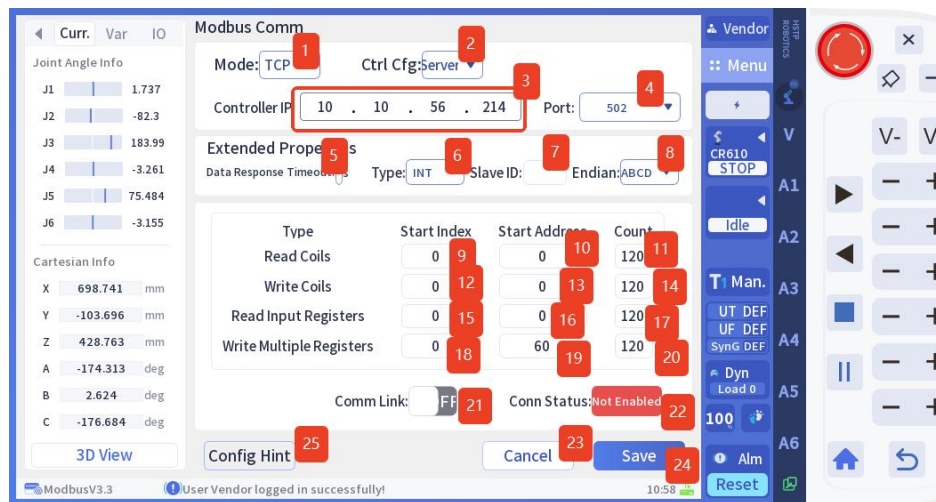 Curr. Var IO
Joint Angle Info
J1 1.737
J2 -82.3
J3 183.99
J4 -3.261
J5 75.484
J6 -3.155
Cartesian Info
X 698.741 mm
Y -103.696 mm
Z 428.763 mm
A -174.313 deg
B 2.624 deg
C -176.684 deg
3D View
Modbus Comm
1
2
Mode: TCP Ctrl Cfg:Server
3
4
Controller IP 10 . 10 . 56 . 214 Port: 502
Extended Prope s
5 6 7 8
Data Response Timeou s Type: INT Slave ID: Endian:ABCD
Type Start Index Start Address Count
Read Coils 0 9 0 10 120 11
Write Coils 0 12 0 13 120 14
Read Input Registers 0 15 0 16 120 17
Write Multiple Registers 0 18 60 19 120 20
Comm Link: FF 21 Conn Status:Not Enabled 22
Config Hint 25 Cancel 23 Save 24
ModbusV3.3 User Vendor logged in successfully! 10:58
Vendor
Menu
CR610
STOP
Idle
T1 Man.
UT DEF
UF DEF
SynG DEF
Dyn
Load 0
100 %
Alm
Reset
HSTP
ROBOTICS
V
A1
A2
A3
A4
A5
A6
V- V
- +
- +
- +
- +
- +
- +